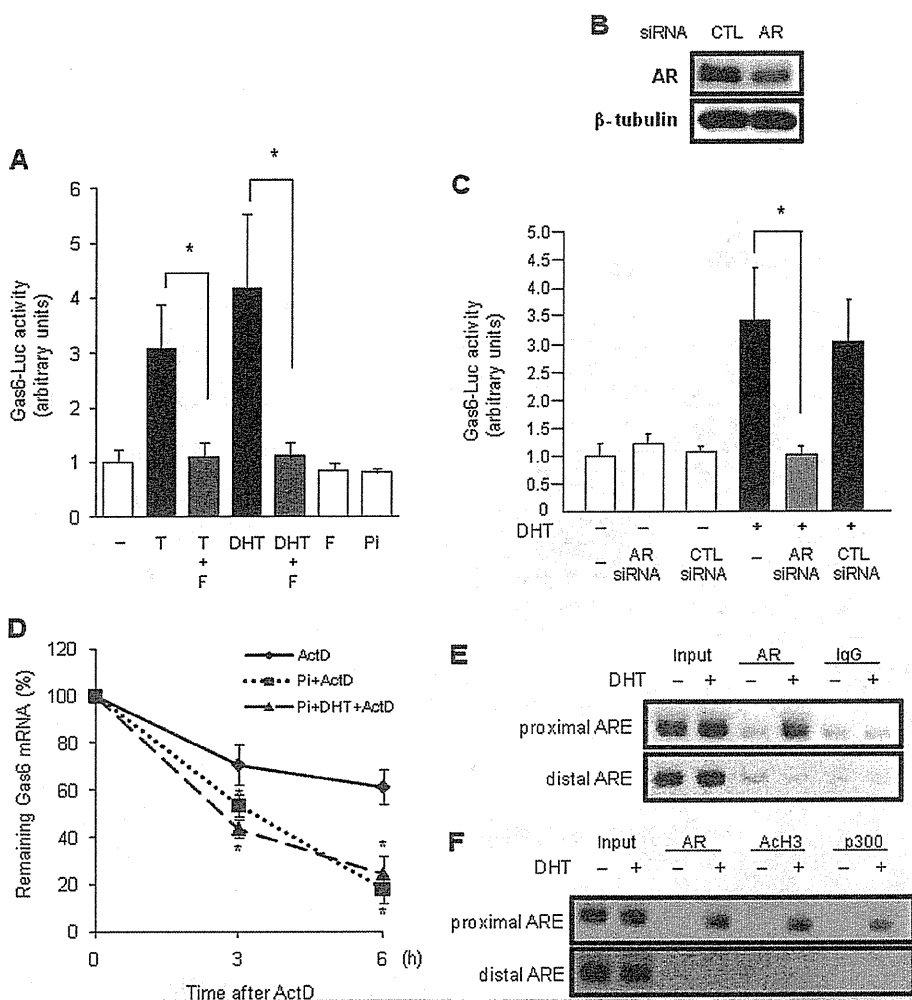 B
siRNA CTL AR
AR
β-tubulin
A
Gas6-Luc activity
(arbitrary units)
6
5
4
3
2
1
0
*
*
– T T + F DHT DHT + F F Pi
C
Gas6-Luc activity
(arbitrary units)
5.0
4.5
4.0
3.5
3.0
2.5
2.0
1.5
1.0
0.5
0
*
DHT – – – + + +
– AR siRNA CTL siRNA – AR siRNA CTL siRNA
D
Remaining Gas6 mRNA (%)
120
100
80
60
40
20
0
ActD
Pi+ActD
Pi+DHT+ActD
*
*
*
*
0 3 6 (h)
Time after ActD
E
Input AR IgG
DHT – + – + – +
proximal ARE
distal ARE
F
Input AR AcH3 p300
DHT – + – + – + – +
proximal ARE
distal ARE